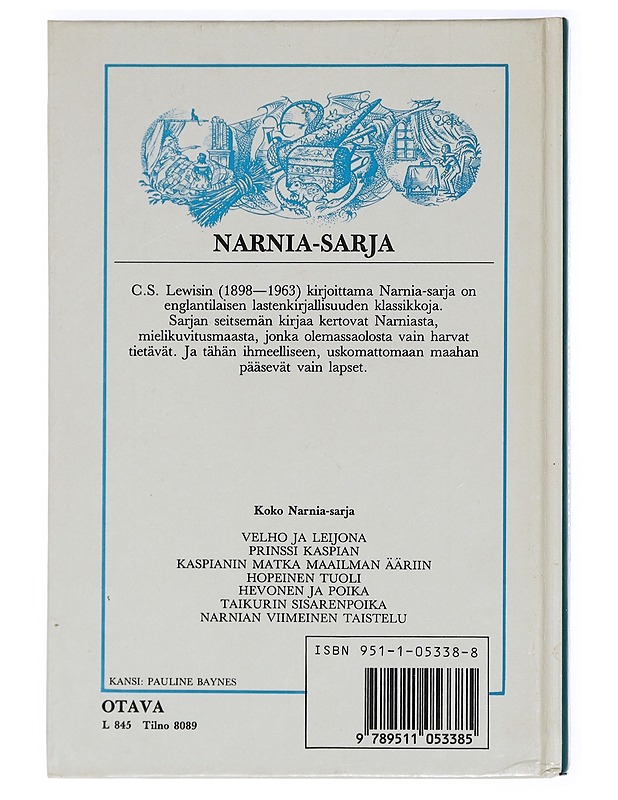 NARNIA-SARJA
C.S. Lewisin (1898—1963) kirjoittama Narnia-sarja on
englantilaisen lastenkirjallisuuden klassikkoja.
Sarjan seitsemän kirjaa kertovat Narniasta,
mielikuvitusmaasta, jonka olemassaolosta vain harvat
tietävät. Ja tähän ihmeelliseen, uskomattomaan maahan
pääsevät vain lapset.
Koko Narnia-sarja
VELHO JA LEIJONA
PRINSSI KASPIAN
KASPIANIN MATKA MAAILMAN ÄÄRIIN
HOPEINEN TUOLI
HEVONEN JA POIKA
TAIKURIN SISARENPOIKA
NARNIAN VIIMEINEN TAISTELU
ISBN 951-1-05338-8
9 789511 053385
KANSI: PAULINE BAYNES
OTAVA
L 845 Tilno 8089